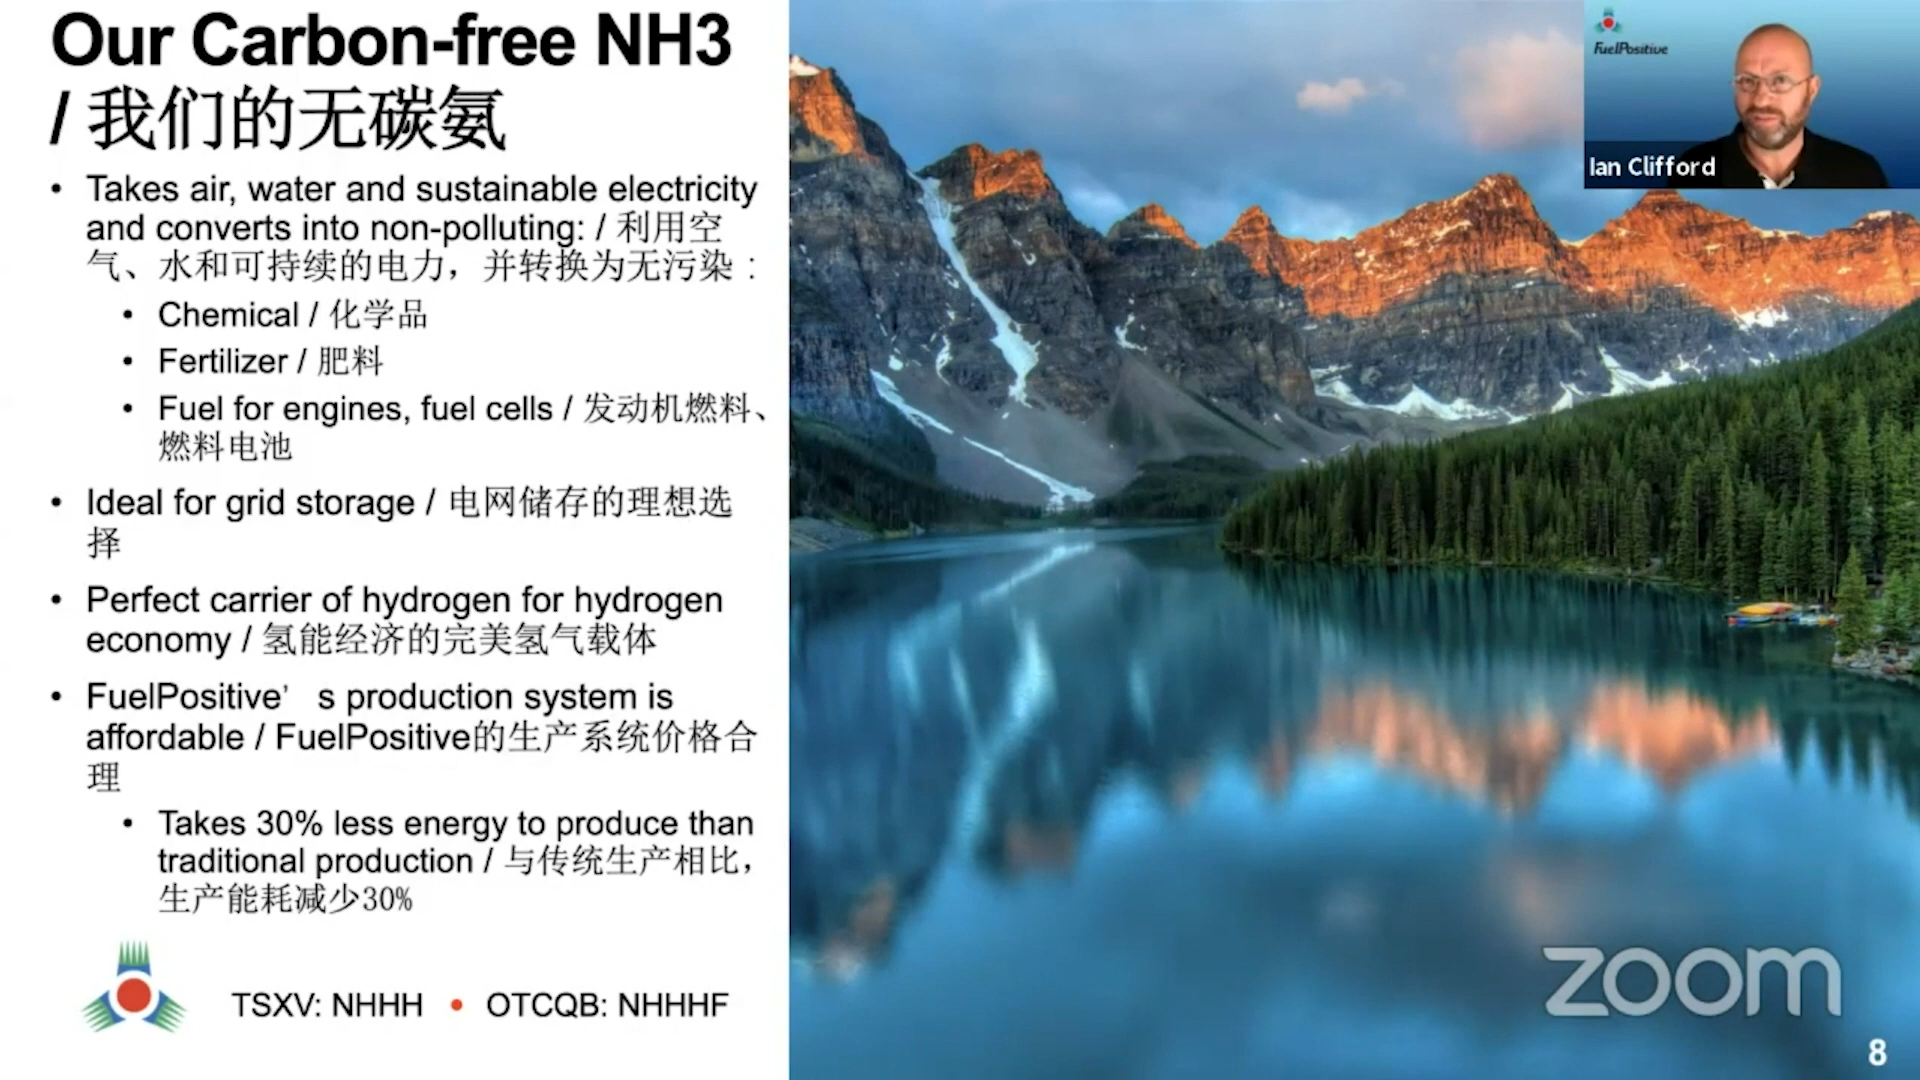 Our Carbon-free NH3
/ 我们的无碳氨
• Takes air, water and sustainable electricity
and converts into non-polluting: / 利用空
气、水和可持续的电力，并转换为无污染：
• Chemical / 化学品
• Fertilizer / 肥料
• Fuel for engines, fuel cells / 发动机燃料、
燃料电池
• Ideal for grid storage / 电网储存的理想选
择
• Perfect carrier of hydrogen for hydrogen
economy / 氢能经济的完美氢气载体
• FuelPositive’ s production system is
affordable / FuelPositive的生产系统价格合
理
• Takes 30% less energy to produce than
traditional production / 与传统生产相比，
生产能耗减少30%
TSXV: NHHH • OTCQB: NHHHF
FuelPositive
Ian Clifford
zoom
8